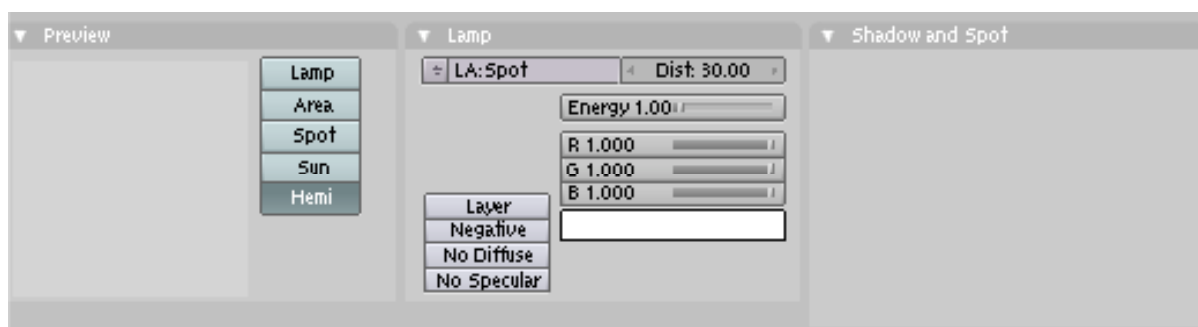 Preview
Lamp
Area
Spot
Sun
Hemi
Lamp
LA:Spot
Dist: 30.00
Energy 1.00
R 1.000
G 1.000
B 1.000
Layer
Negative
No Diffuse
No Specular
Shadow and Spot